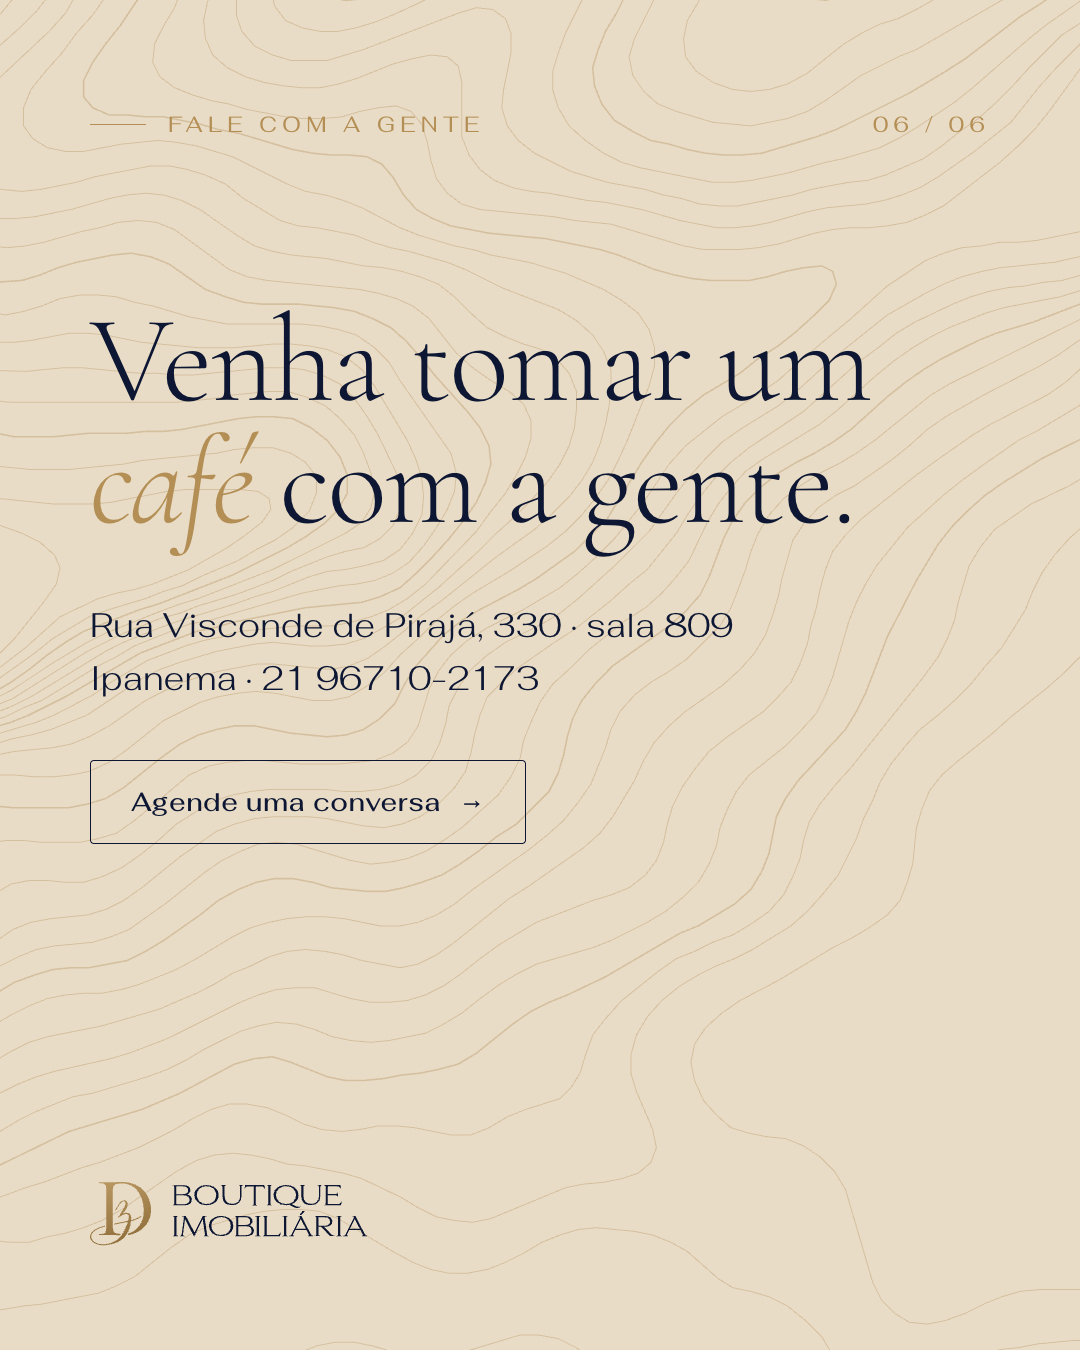 FALE COM A GENTE
06 / 06
Venha tomar um
café com a gente.
Rua Visconde de Pirajá, 330 · sala 809
Ipanema · 21 96710-2173
Agende uma conversa →
BOUTIQUE
IMOBILIÁRIA